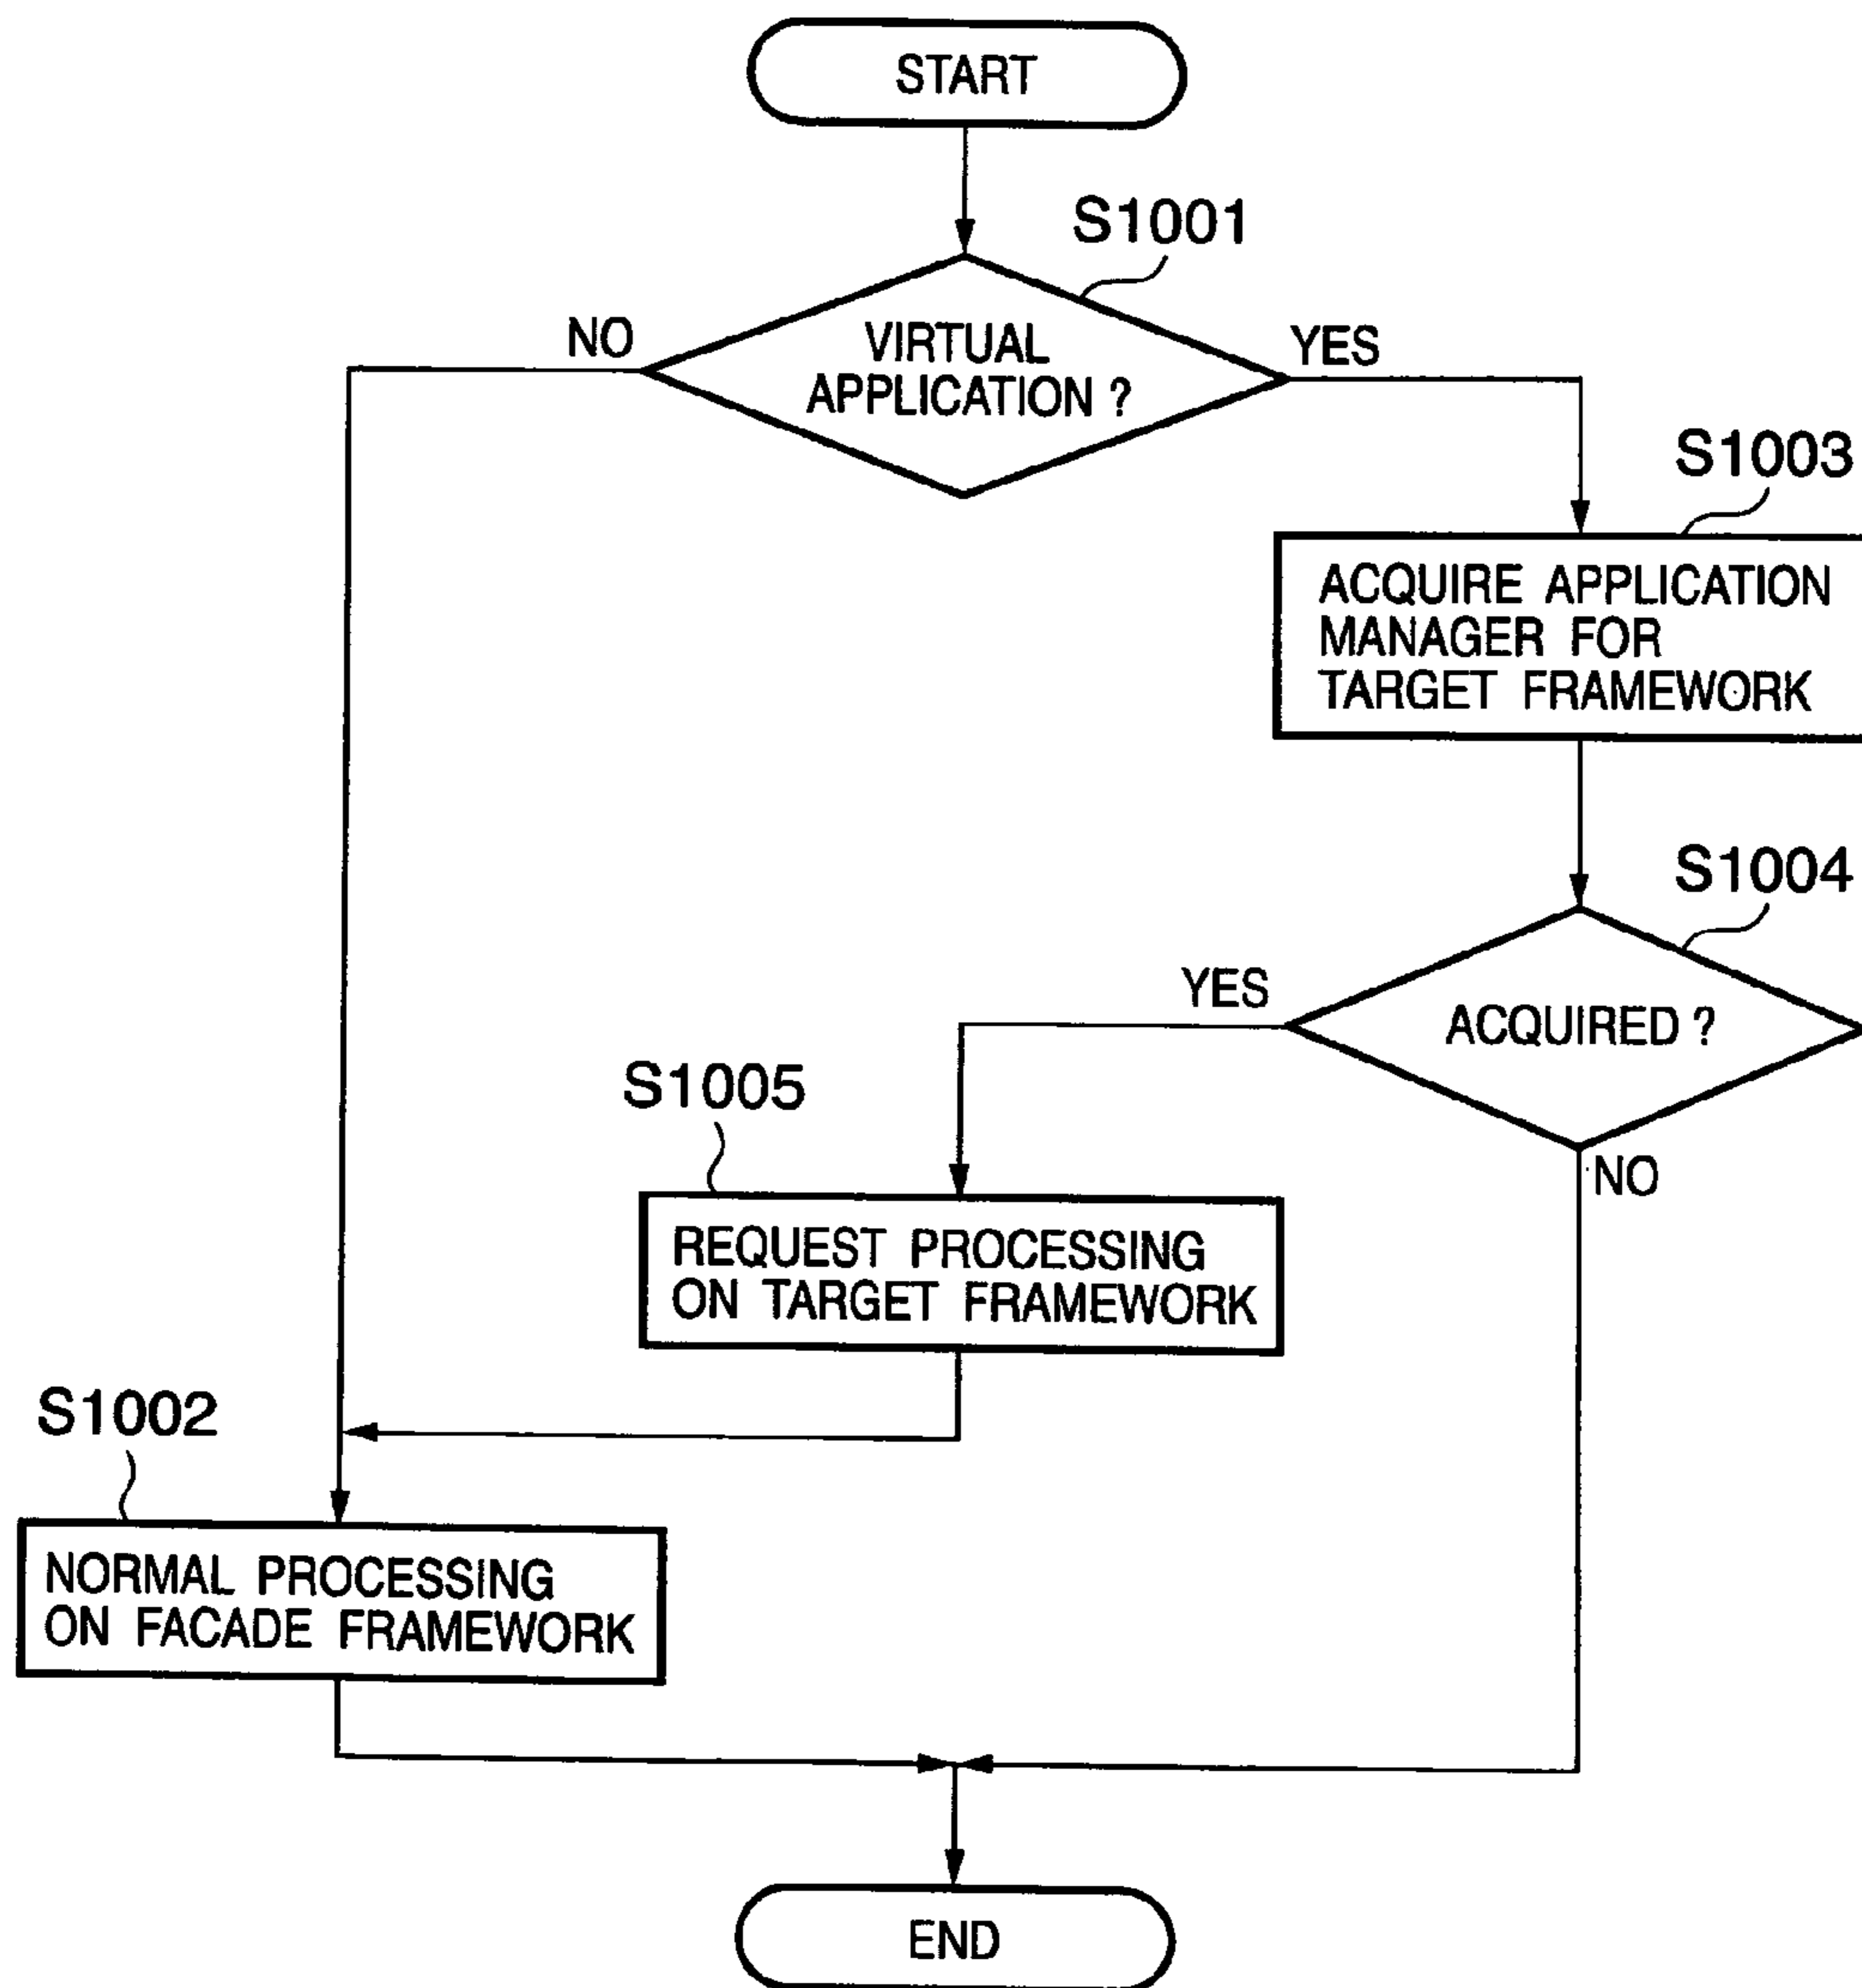 START
S1001
NO
VIRTUAL
APPLICATION ?
YES
S1003
ACQUIRE APPLICATION
MANAGER FOR
TARGET FRAMEWORK
S1004
YES
ACQUIRED ?
S1005
NO
REQUEST PROCESSING
ON TARGET FRAMEWORK
S1002
NORMAL PROCESSING
ON FACADE FRAMEWORK
END